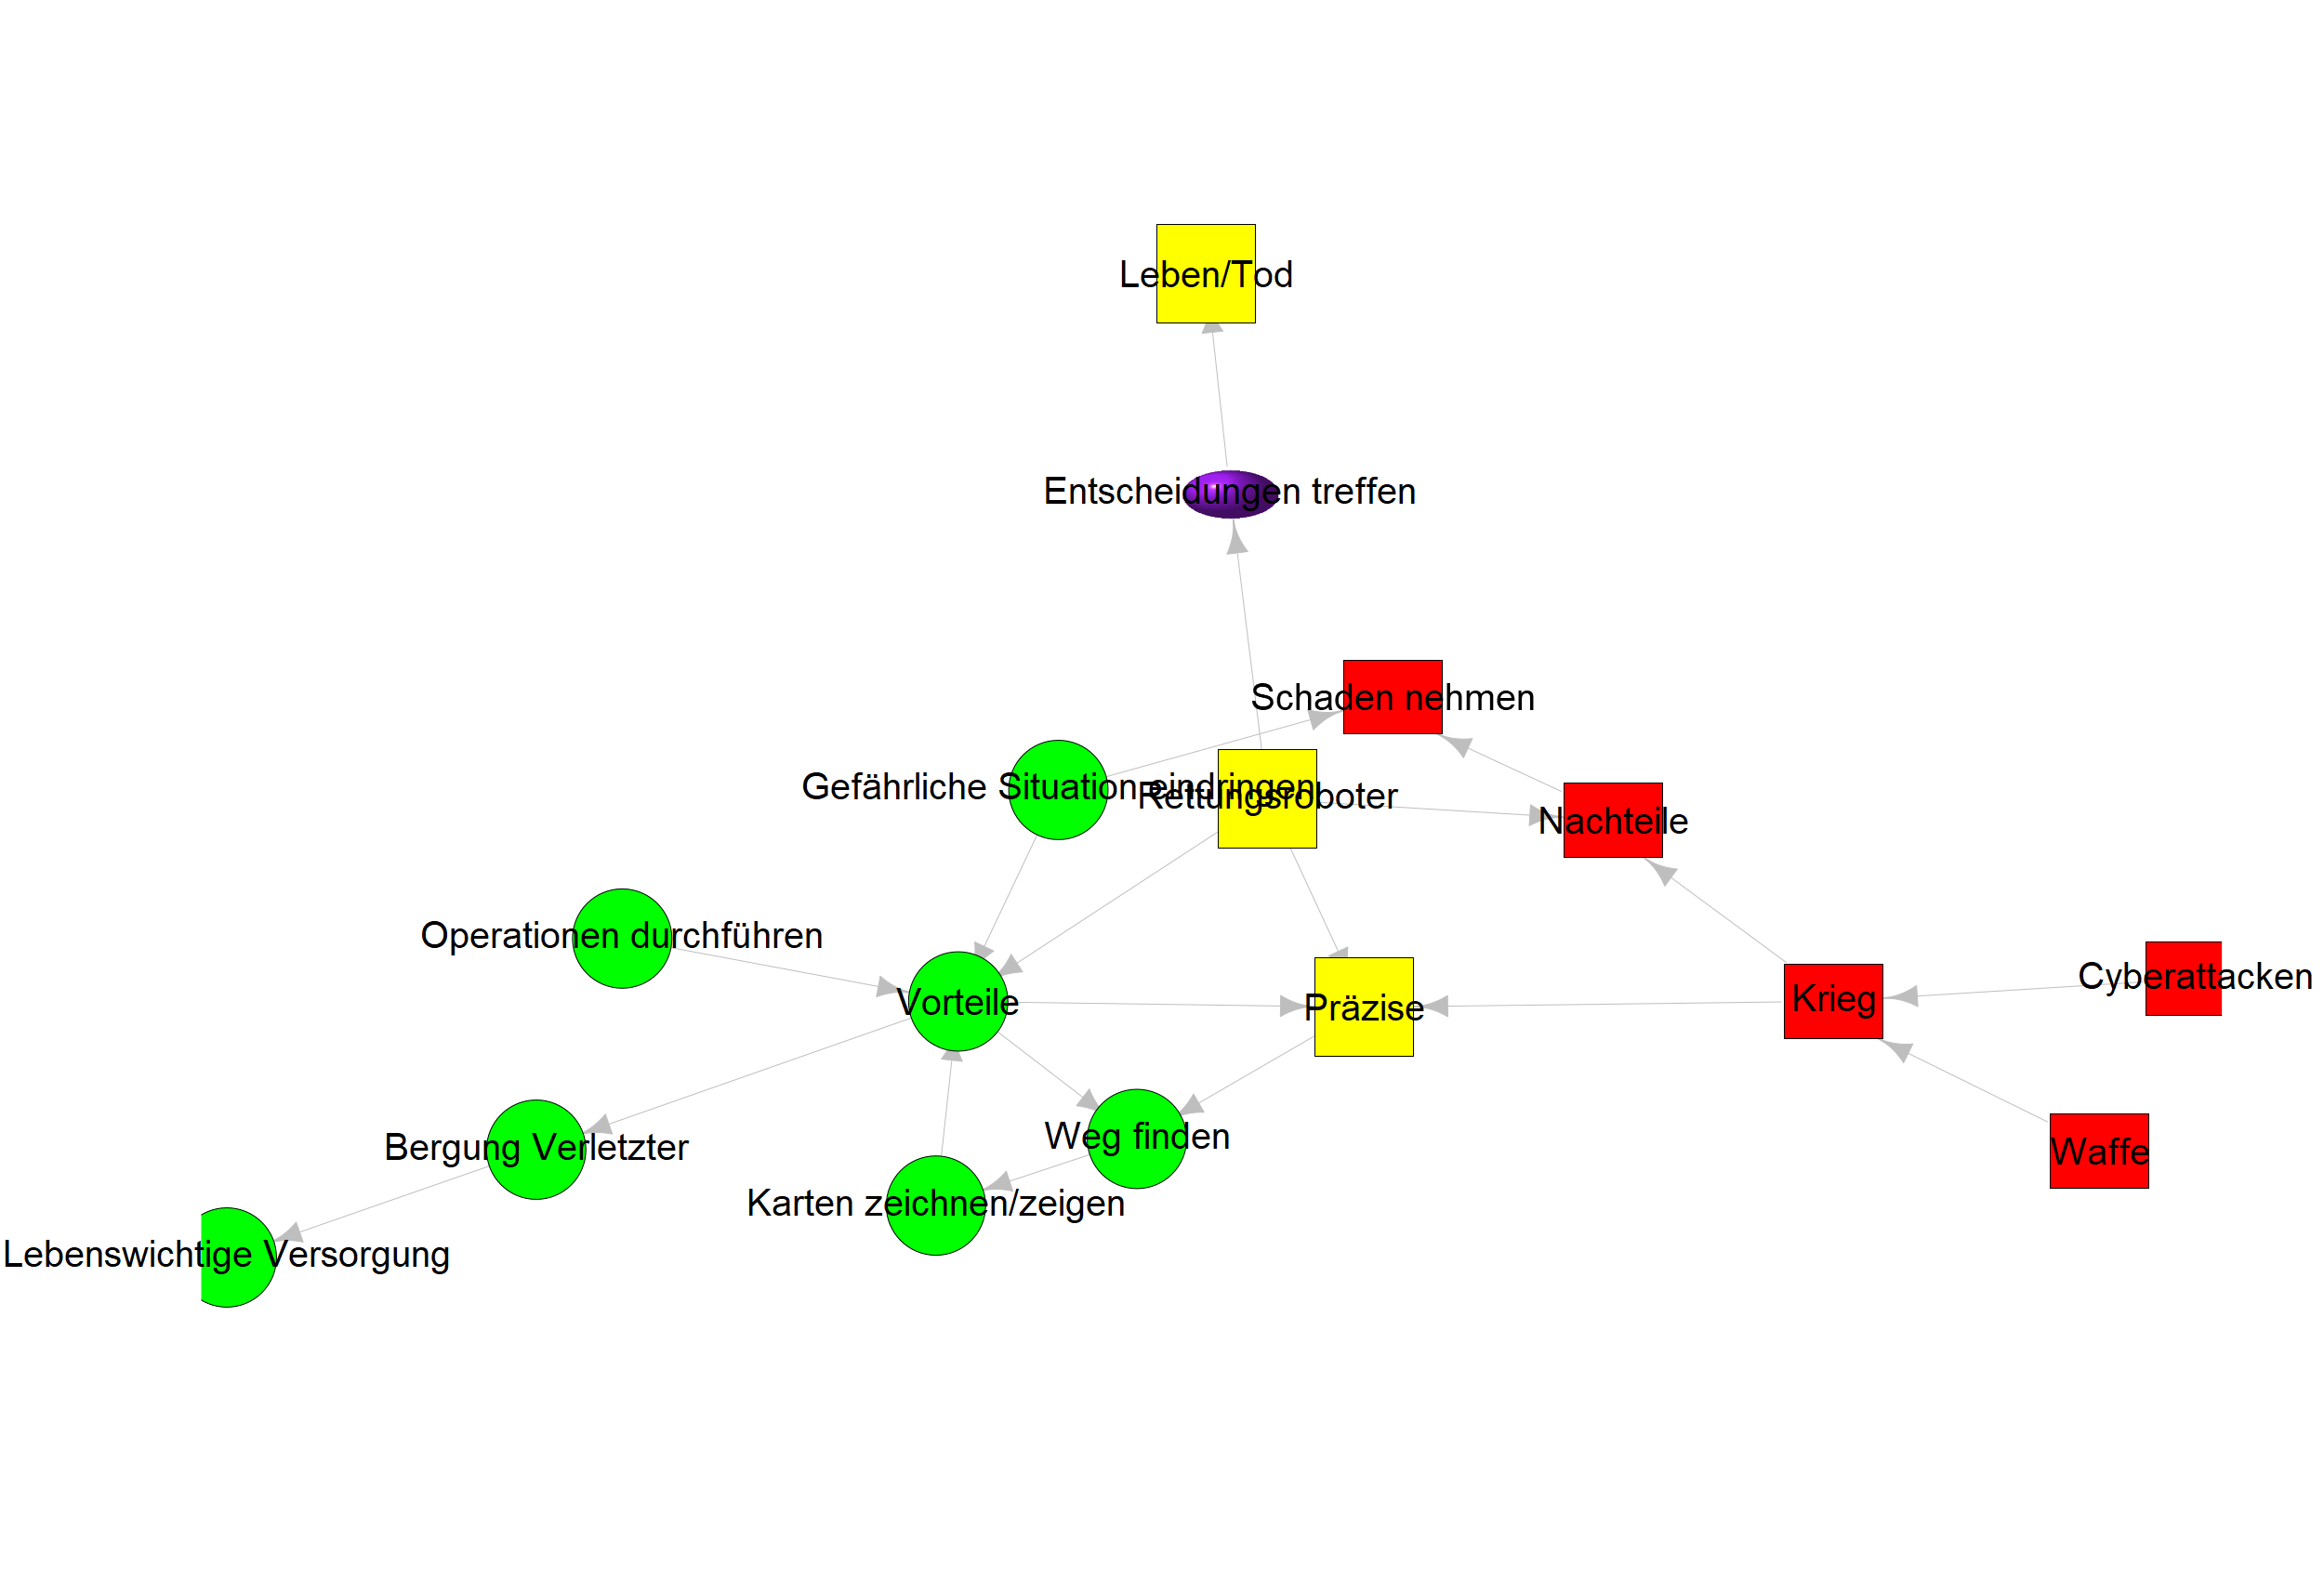 Leben/Tod
Entscheidungen treffen
Schaden nehmen
Gefährliche Situation eindringen
Rettungsroboter
Nachteile
Operationen durchführen
Vorteile
Präzise
Krieg
Cyberattacken
Bergung Verletzter
Weg finden
Waffe
Karten zeichnen/zeigen
Lebenswichtige Versorgung